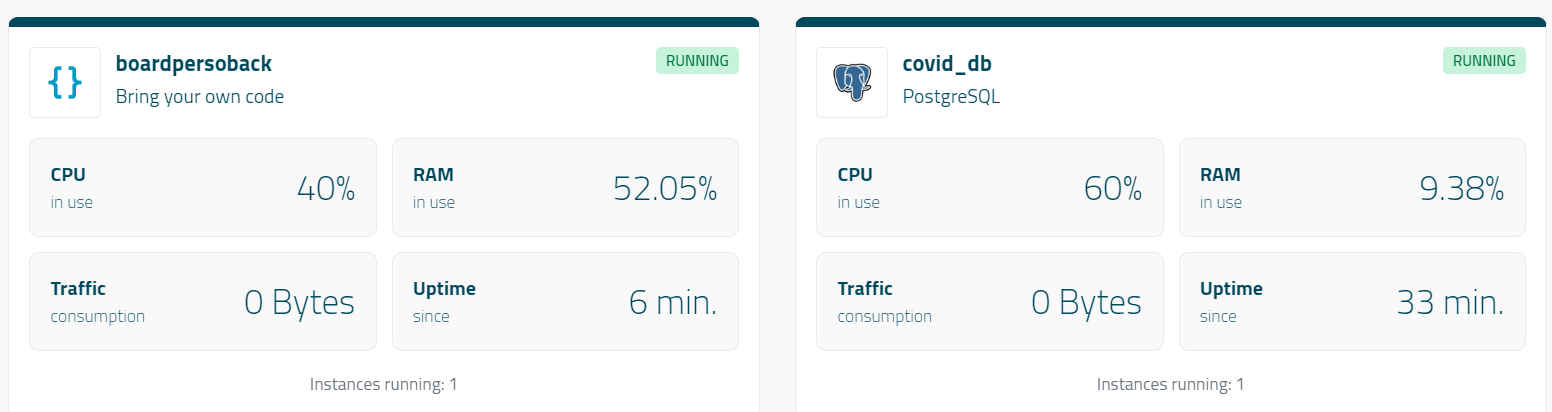 {}
boardpersoback
RUNNING
Bring your own code
CPU
in use
40%
RAM
in use
52.05%
Traffic
consumption
0 Bytes
Uptime
since
6 min.
Instances running: 1
covid_db
RUNNING
PostgreSQL
CPU
in use
60%
RAM
in use
9.38%
Traffic
consumption
0 Bytes
Uptime
since
33 min.
Instances running: 1